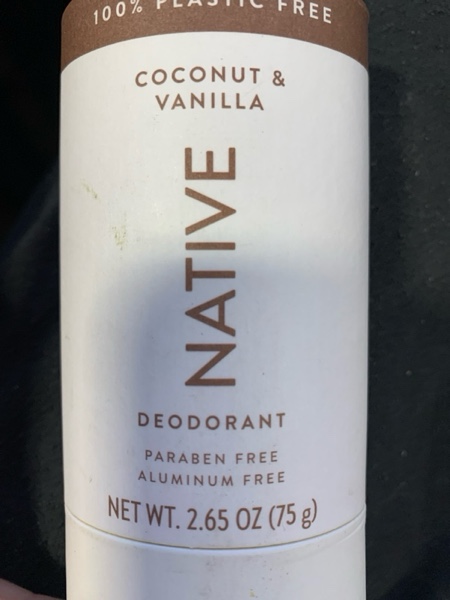 100% PLASTIC FREE
COCONUT &
VANILLA
NATIVE
DEODORANT
PARABEN FREE
ALUMINUM FREE
NET WT. 2.65 OZ (75 g)